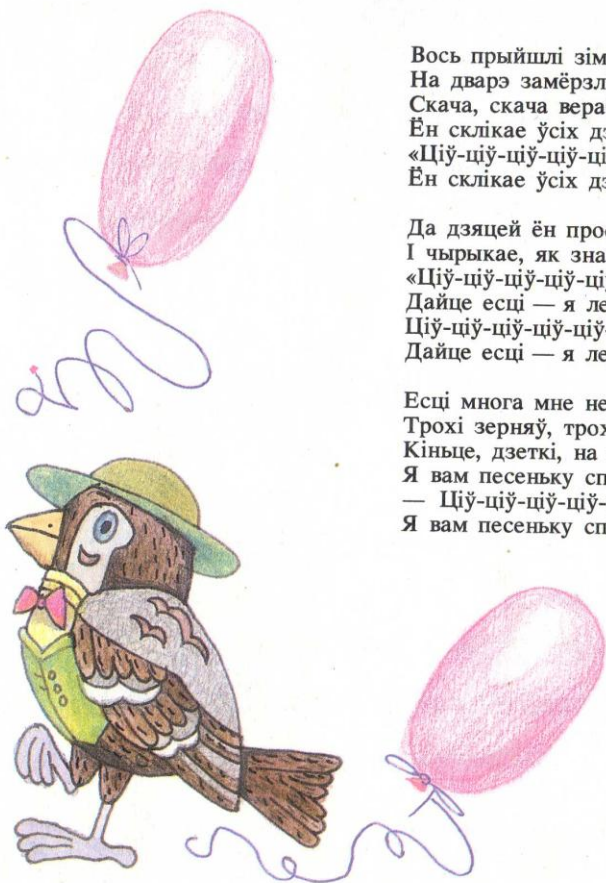 Вось прыйшлі зім
На дварэ замёрзл
Скача, скача вера
Ён склікае ўсіх дз
«Ціў-ціў-ціў-ціў-ці
Ён склікае ўсіх дз
Да дзяцей ён прос
І чырыкае, як зна
«Ціў-ціў-ціў-ціў-ціў
Дайце есці — я ле
Ціў-ціў-ціў-ціў-ціў-
Дайце есці — я ле
Есці многа мне не
Трохі зерняў, трох
Кіньце, дзеткі, на
Я вам песеньку сп
— Ціў-ціў-ціў-ціў-
Я вам песеньку сп